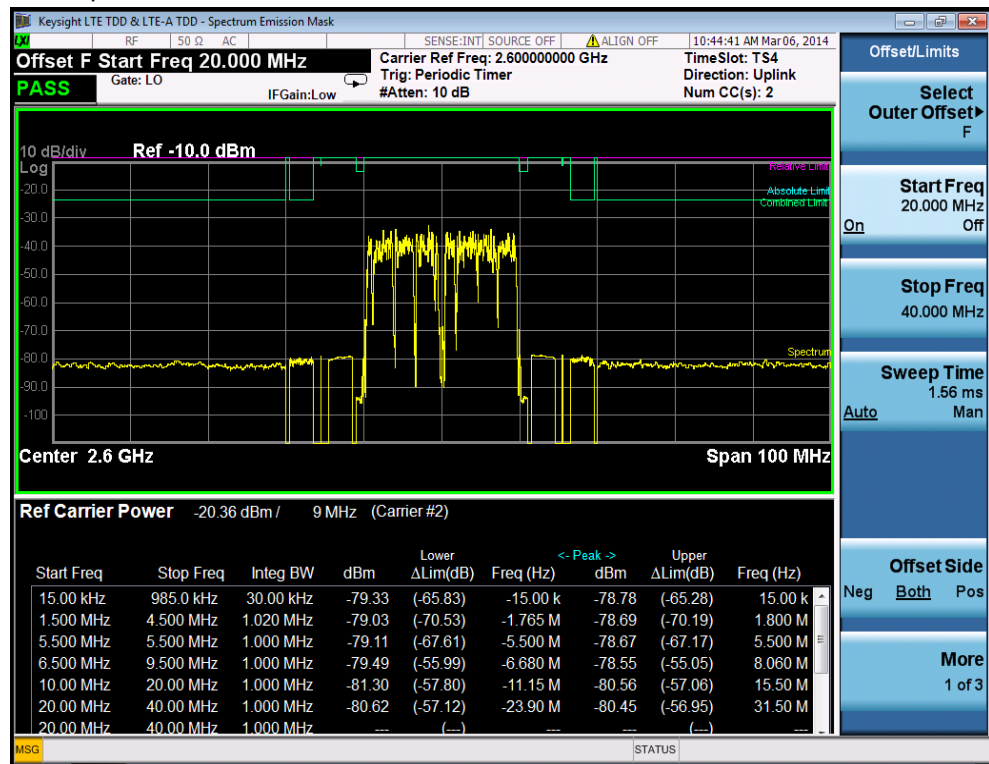 Keysight LTE TDD & LTE-A TDD - Spectrum Emission Mask
LXI RF 50 Ω AC SENSE:INT SOURCE OFF ALIGN OFF 10:44:41 AM Mar 06, 2014
Offset F Start Freq 20.000 MHz
Carrier Ref Freq: 2.600000000 GHz TimeSlot: TS4
PASS Gate: LO Trig: Periodic Timer Direction: Uplink
IFGain:Low #Atten: 10 dB Num CC(s): 2
10 dB/div Ref -10.0 dBm
Log
Relative Limit
-20.0
Absolute Limit
Combined Limit
-30.0
-40.0
-50.0
-60.0
-70.0
-80.0
Spectrum
-90.0
-100
Center 2.6 GHz Span 100 MHz
Ref Carrier Power -20.36 dBm / 9 MHz (Carrier #2)
Lower <- Peak -> Upper
Start Freq Stop Freq Integ BW dBm ΔLim(dB) Freq (Hz) dBm ΔLim(dB) Freq (Hz)
15.00 kHz 985.0 kHz 30.00 kHz -79.33 (-65.83) -15.00 k -78.78 (-65.28) 15.00 k
1.500 MHz 4.500 MHz 1.020 MHz -79.03 (-70.53) -1.765 M -78.69 (-70.19) 1.800 M
5.500 MHz 5.500 MHz 1.000 MHz -79.11 (-67.61) -5.500 M -78.67 (-67.17) 5.500 M
6.500 MHz 9.500 MHz 1.000 MHz -79.49 (-55.99) -6.680 M -78.55 (-55.05) 8.060 M
10.00 MHz 20.00 MHz 1.000 MHz -81.30 (-57.80) -11.15 M -80.56 (-57.06) 15.50 M
20.00 MHz 40.00 MHz 1.000 MHz -80.62 (-57.12) -23.90 M -80.45 (-56.95) 31.50 M
20.00 MHz 40.00 MHz 1.000 MHz --- (---) --- --- (---) ---
MSG STATUS
Offset/Limits
Select
Outer Offset▸
F
Start Freq
20.000 MHz
On Off
Stop Freq
40.000 MHz
Sweep Time
1.56 ms
Auto Man
Offset Side
Neg Both Pos
More
1 of 3